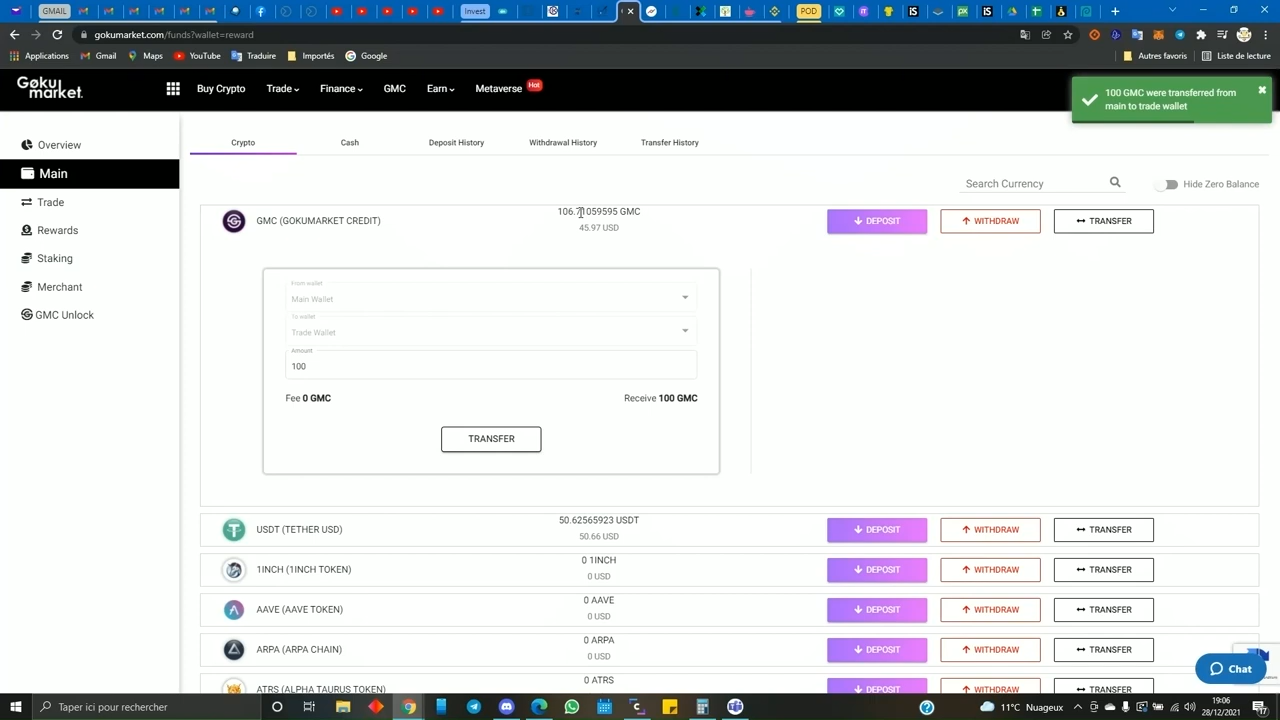 GMAIL
Invest
POD
gokumarket.com/funds?wallet=reward
Applications
Gmail
Maps
YouTube
Traduire
Importés
Google
Autres favoris
Liste de lecture
Gøku market.
Buy Crypto
Trade
Finance
GMC
Earn
Metaverse
Hot
100 GMC were transferred from
main to trade wallet
Overview
Main
Trade
Rewards
Staking
Merchant
GMC Unlock
Crypto
Cash
Deposit History
Withdrawal History
Transfer History
Search Currency
Hide Zero Balance
GMC (GOKUMARKET CREDIT)
106.71059595 GMC
45.97 USD
DEPOSIT
WITHDRAW
TRANSFER
From wallet
Main Wallet
To wallet
Trade Wallet
Amount
100
Fee 0 GMC
Receive 100 GMC
TRANSFER
USDT (TETHER USD)
50.62565923 USDT
50.66 USD
DEPOSIT
WITHDRAW
TRANSFER
1INCH (1INCH TOKEN)
0 1INCH
0 USD
DEPOSIT
WITHDRAW
TRANSFER
AAVE (AAVE TOKEN)
0 AAVE
0 USD
DEPOSIT
WITHDRAW
TRANSFER
ARPA (ARPA CHAIN)
0 ARPA
0 USD
DEPOSIT
WITHDRAW
TRANSFER
ATRS (ALPHA TAURUS TOKEN)
0 ATRS
DEPOSIT
WITHDRAW
TRANSFER
Chat
Taper ici pour rechercher
11°C Nuageux
19:06
28/12/2021